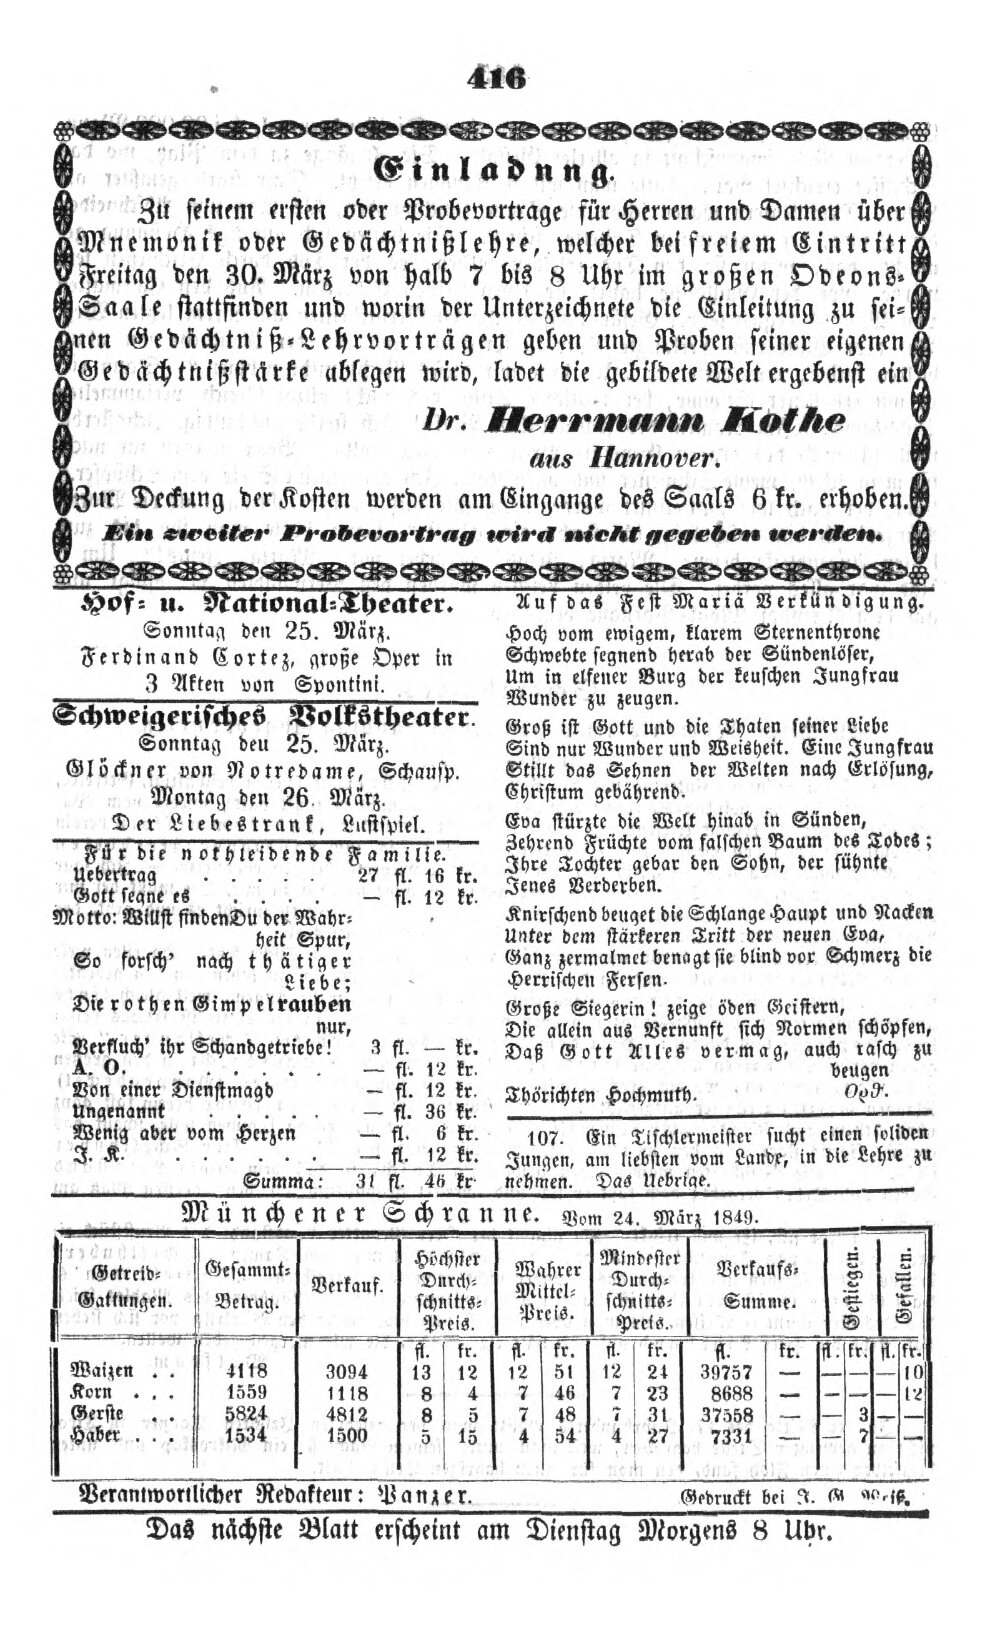 416
Einladung.
Zu seinem ersten oder Probevortrage für Herren und Damen über
Mnemonik oder Gedächtnißlehre, welcher bei freiem Eintritt
Freitag den 30. März von halb 7 bis 8 Uhr im großen Odeons-
Saale stattfinden und worin der Unterzeichnete die Einleitung zu sei-
nen Gedächtniß-Lehrvorträgen geben und Proben seiner eigenen
Gedächtnißstärke ablegen wird, ladet die gebildete Welt ergebenst ein
Dr. Herrmann Kothe
aus Hannover.
Zur Deckung der Kosten werden am Eingange des Saals 6 kr. erhoben.
Ein zweiter Probevortrag wird nicht gegeben werden.
Hof- u. National-Theater.
Sonntag den 25. März.
Ferdinand Cortez, große Oper in
3 Akten von Spontini.
Schweigerisches Volkstheater.
Sonntag deu 25. März.
Glöckner von Notredame, Schausp.
Montag den 26. März.
Der Liebestrank, Lustspiel.
Für die nothleidende Familie.
Uebertrag . . . . . 27 fl. 16 kr.
Gott segne es . . . . — fl. 12 kr.
Motto: Willst finden Du der Wahr-
heit Spur,
So forsch' nach thätiger
Liebe;
Die rothen Gimpel rauben
nur,
Verfluch' ihr Schandgetriebe! 3 fl. — kr.
A. O. . . . . . . — fl. 12 kr.
Von einer Dienstmagd — fl. 12 kr.
Ungenannt . . . . . — fl. 36 kr.
Wenig aber vom Herzen — fl. 6 kr.
J. K. . . . . . . — fl. 12 kr.
Summa: 31 fl. 46 kr
Auf das Fest Mariä Verkündigung.
Hoch vom ewigem, klarem Sternenthrone
Schwebte segnend herab der Sündenlöser,
Um in elfener Burg der keuschen Jungfrau
Wunder zu zeugen.
Groß ist Gott und die Thaten seiner Liebe
Sind nur Wunder und Weisheit. Eine Jungfrau
Stillt das Sehnen der Welten nach Erlösung,
Christum gebährend.
Eva stürzte die Welt hinab in Sünden,
Zehrend Früchte vom falschen Baum des Todes;
Ihre Tochter gebar den Sohn, der sühnte
Jenes Verderben.
Knirschend beuget die Schlange Haupt und Nacken
Unter dem stärkeren Tritt der neuen Eva,
Ganz zermalmet benagt sie blind vor Schmerz die
Herrischen Fersen.
Große Siegerin! zeige öden Geistern,
Die allein aus Vernunft sich Normen schöpfen,
Daß Gott Alles vermag, auch rasch zu
beugen
Thörichten Hochmuth.
107. Ein Tischlermeister sucht einen soliden
Jungen, am liebsten vom Lande, in die Lehre zu
nehmen. Das Uebrige.
Münchener Schranne. Vom 24. März 1849.
Getreid-Gattungen. Gesammt-Betrag. Verkauf. Höchster Durch-schnitts-Preis. Wahrer Mittel-Preis. Mindester Durch-schnitts-Preis. Verkaufs-Summe. Gestiegen. Gefallen.
fl. kr. fl. kr. fl. kr. fl. kr. fl. kr. fl. kr.
Waizen . . 4118 3094 13 12 12 51 12 24 39757 — — — — 10
Korn . . . 1559 1118 8 4 7 46 7 23 8688 — — — — 12
Gerste . . . 5824 4812 8 5 7 48 7 31 37558 — — 3 — —
Haber . . . 1534 1500 5 15 4 54 4 27 7331 — — 7 — —
Verantwortlicher Redakteur: Panzer. Gedruckt bei
Das nächste Blatt erscheint am Dienstag Morgens 8 Uhr.